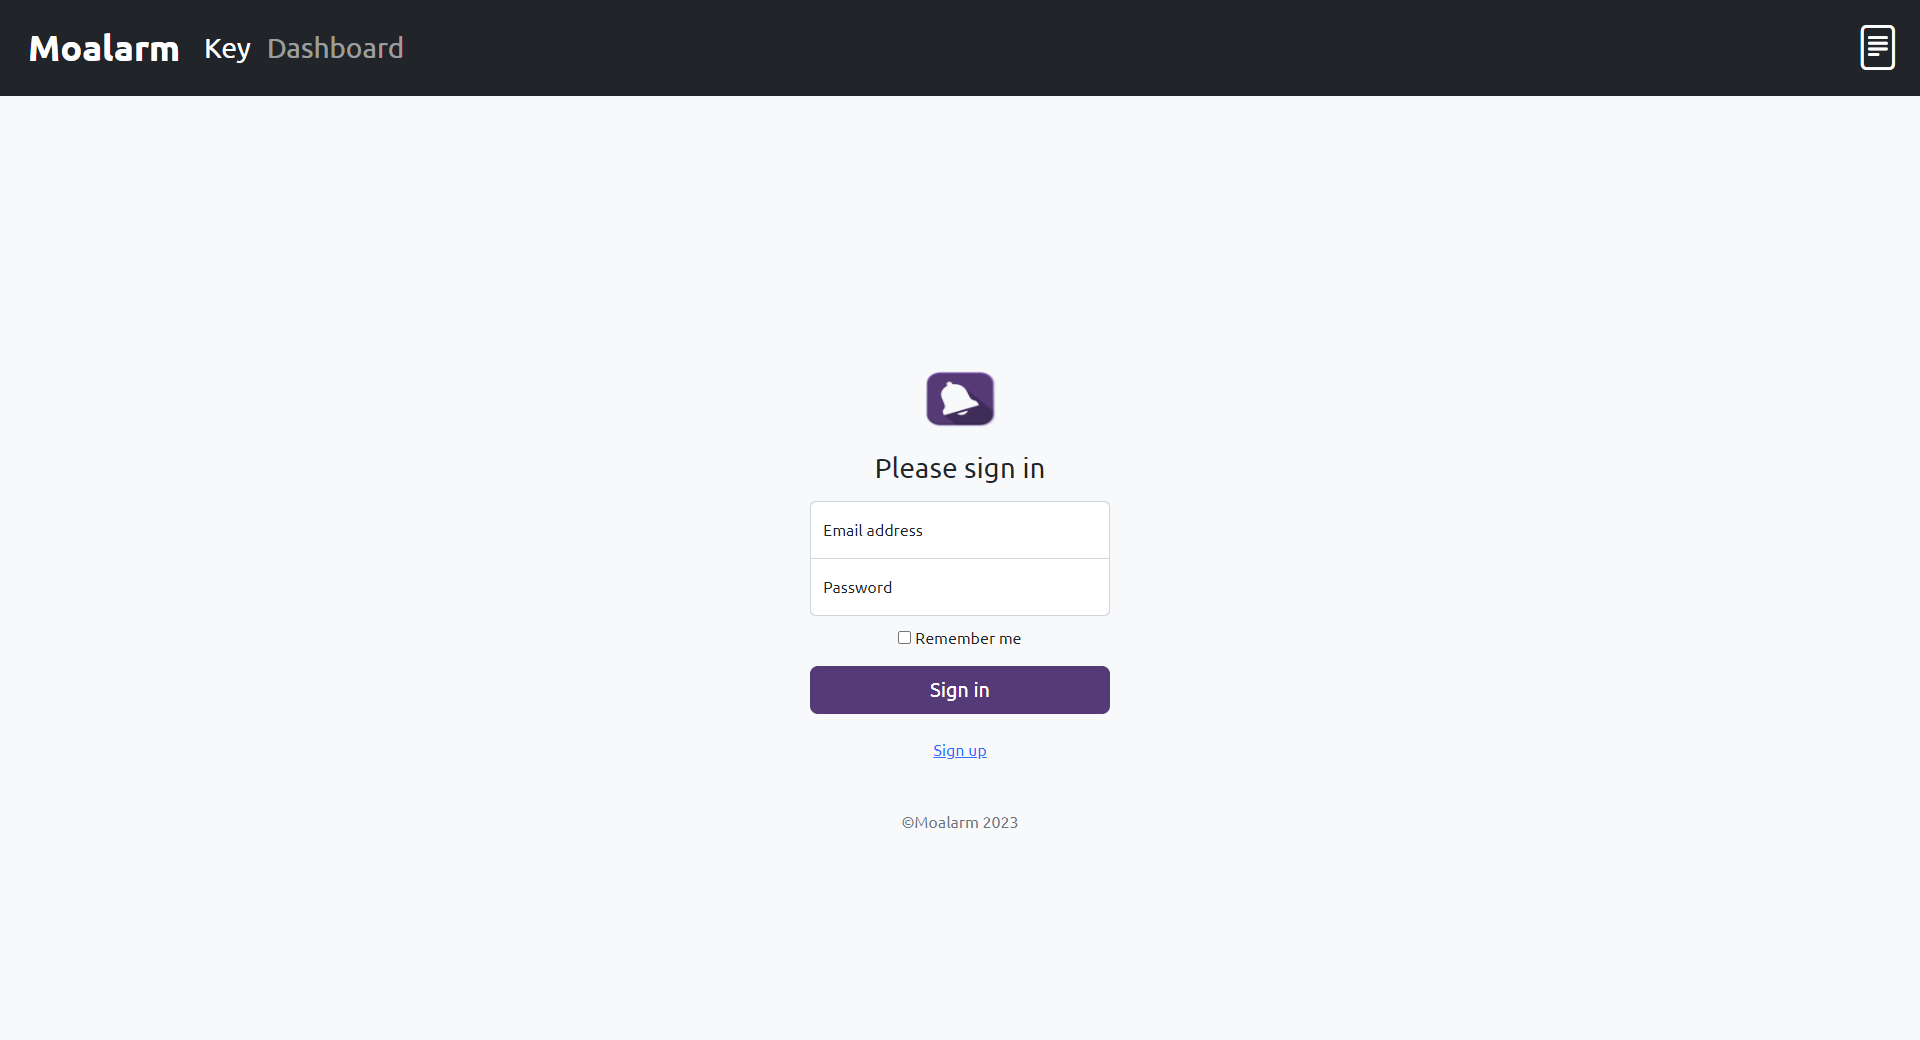 Moalarm Key Dashboard
Please sign in
Email address
Password
Remember me
Sign in
Sign up
©Moalarm 2023